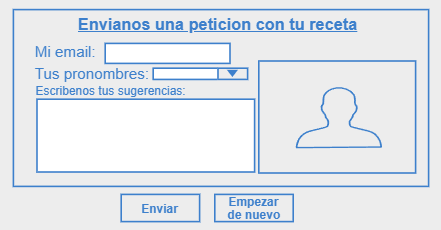 Envianos una peticion con tu receta
Mi email:
Tus pronombres:
Escribenos tus sugerencias:
Enviar
Empezar
de nuevo